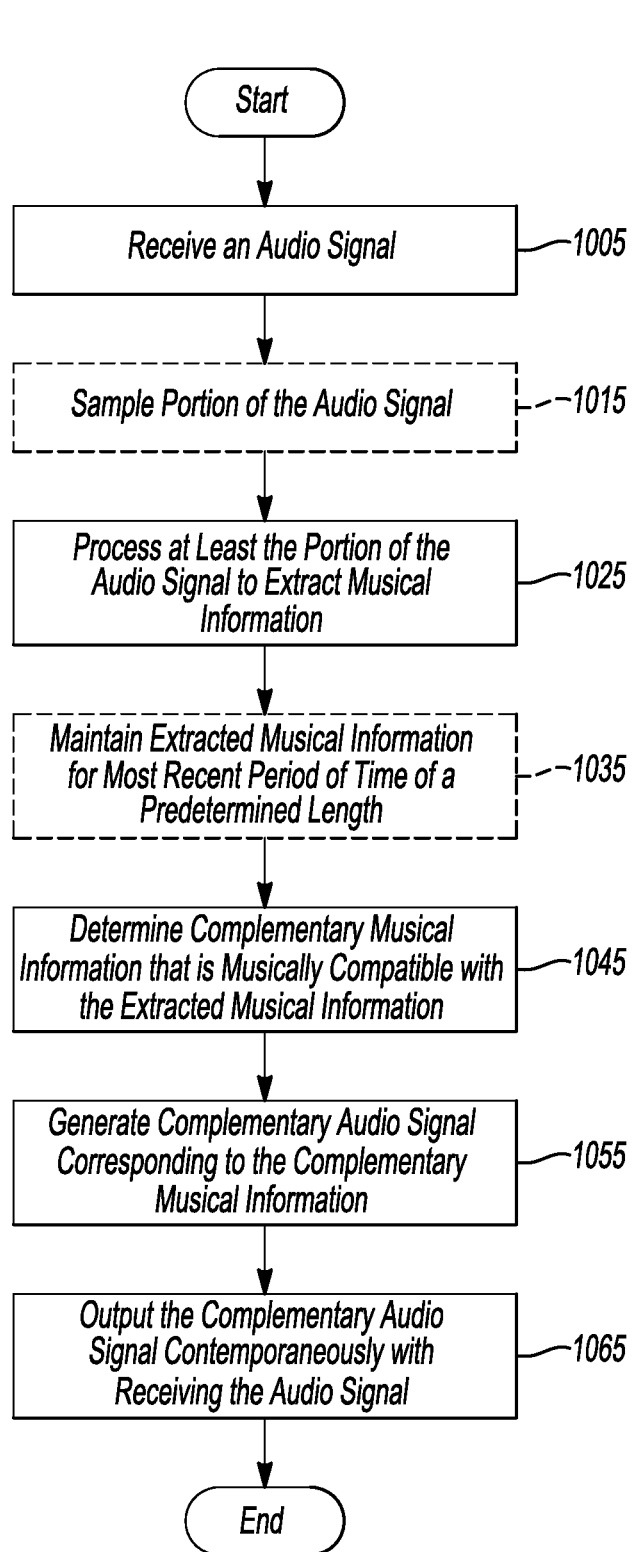 Start
Receive an Audio Signal
1005
Sample Portion of the Audio Signal
1015
Process at Least the Portion of the
Audio Signal to Extract Musical
Information
1025
Maintain Extracted Musical Information
for Most Recent Period of Time of a
Predetermined Length
1035
Determine Complementary Musical
Information that is Musically Compatible with
the Extracted Musical Information
1045
Generate Complementary Audio Signal
Corresponding to the Complementary
Musical Information
1055
Output the Complementary Audio
Signal Contemporaneously with
Receiving the Audio Signal
1065
End